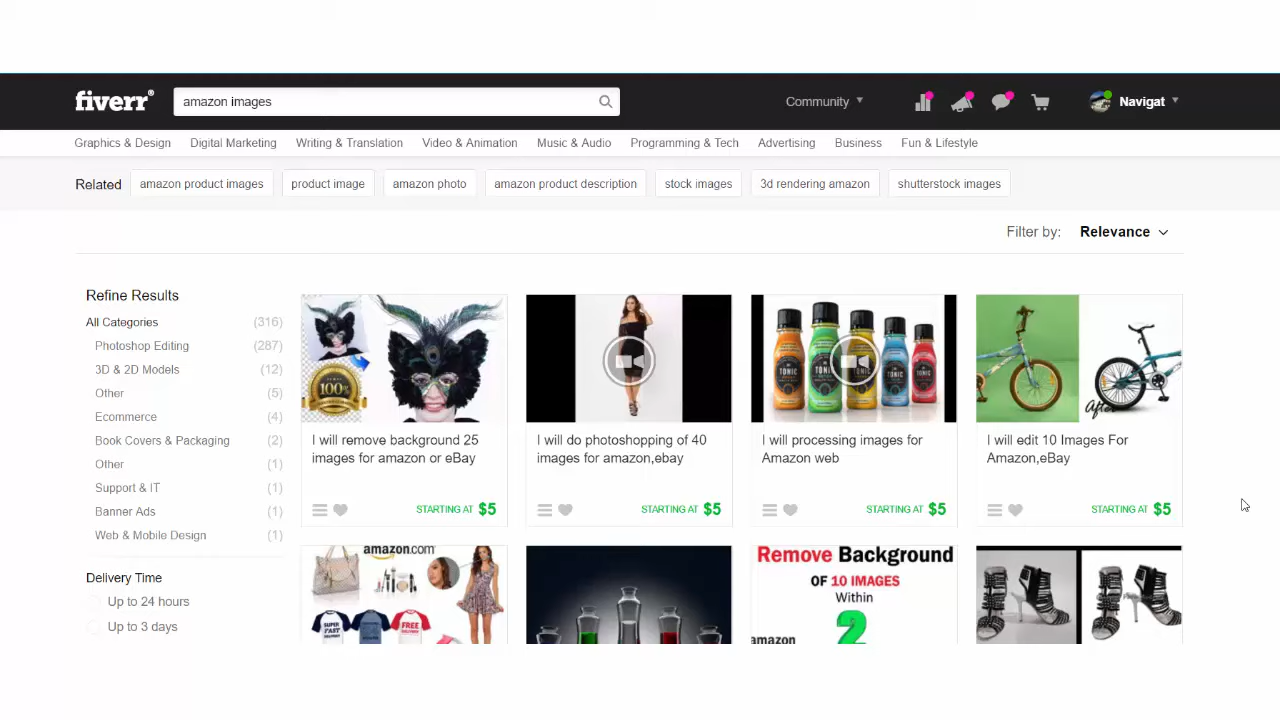 fiverr®
amazon images
Community
Navigat
Graphics & Design
Digital Marketing
Writing & Translation
Video & Animation
Music & Audio
Programming & Tech
Advertising
Business
Fun & Lifestyle
Related
amazon product images
product image
amazon photo
amazon product description
stock images
3d rendering amazon
shutterstock images
Filter by:
Relevance
Refine Results
All Categories (316)
Photoshop Editing (287)
3D & 2D Models (12)
Other (5)
Ecommerce (4)
Book Covers & Packaging (2)
Other (1)
Support & IT (1)
Banner Ads (1)
Web & Mobile Design (1)
Delivery Time
Up to 24 hours
Up to 3 days
100%
I will remove background 25
images for amazon or eBay
STARTING AT $5
I will do photoshopping of 40
images for amazon,ebay
STARTING AT $5
TONIC
I will processing images for
Amazon web
STARTING AT $5
After
I will edit 10 Images For
Amazon,eBay
STARTING AT $5
amazon.com
SUPER
FAST
FREE
Remove Background
OF 10 IMAGES
Within
2
amazon